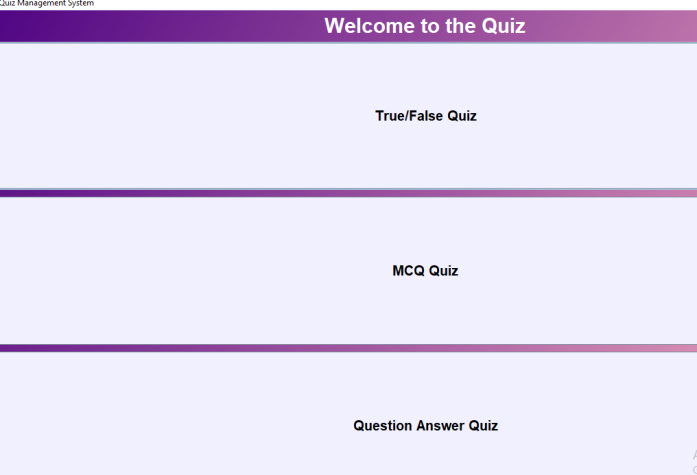 Quiz Management System
Welcome to the Quiz
True/False Quiz
MCQ Quiz
Question Answer Quiz